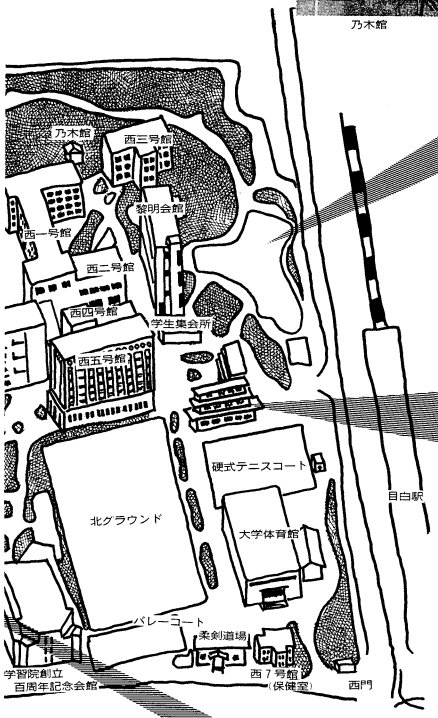 乃木館
乃木館
西三号館
黎明会館
西一号館
西二号館
西四号館
学生集会所
西五号館
硬式テニスコート
目白駅
北グラウンド
大学体育館
バレーコート
柔剣道場
学習院創立
百周年記念会館
西7号館
(保健室)
西門